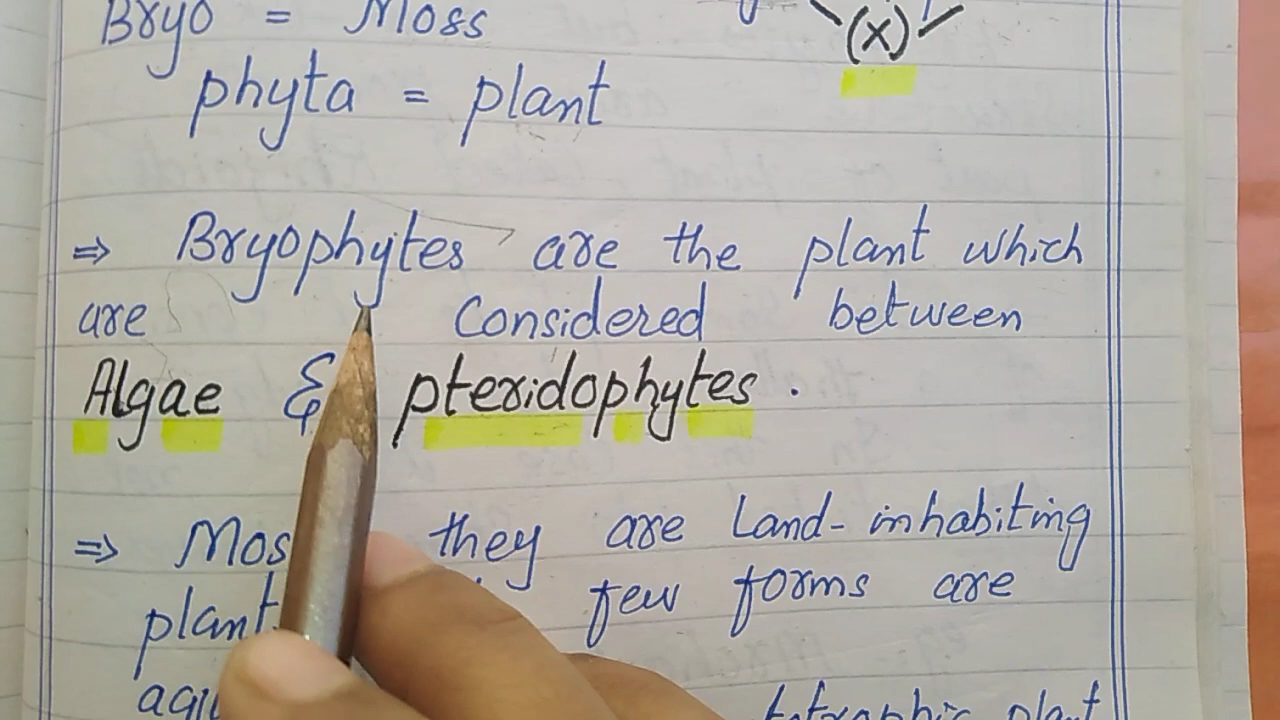 Bryo = Moss
(x)
phyta = plant
⇒ Bryophytes are the plant which
are Considered between
Algae & pteridophytes.
⇒ they are Land-inhabiting
plant few forms are
plant